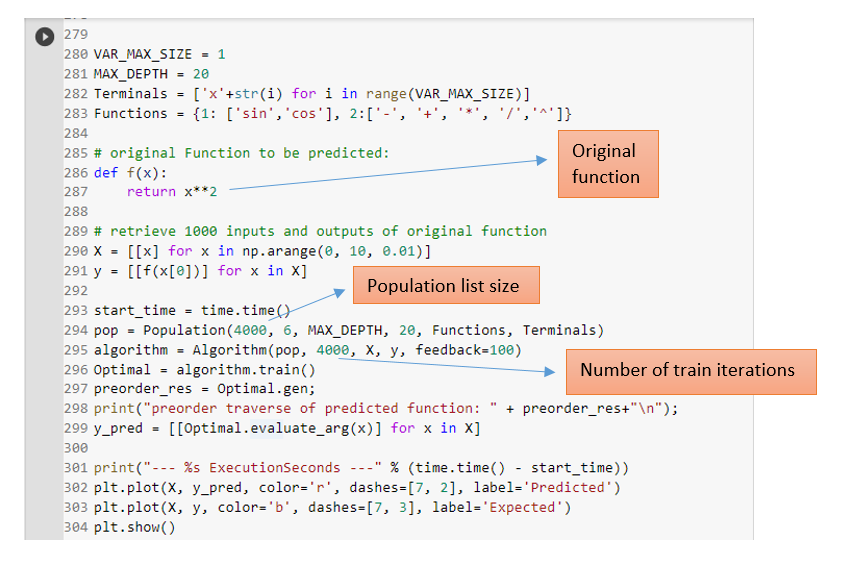 279
280 VAR_MAX_SIZE = 1
281 MAX_DEPTH = 20
282 Terminals = ['x'+str(i) for i in range(VAR_MAX_SIZE)]
283 Functions = {1: ['sin','cos'], 2:['-', '+', '*', '/','^']}
284
285 # original Function to be predicted:
286 def f(x):
287     return x**2
Original
function
288
289 # retrieve 1000 inputs and outputs of original function
290 X = [[x] for x in np.arange(0, 10, 0.01)]
291 y = [[f(x[0])] for x in X]
292
Population list size
293 start_time = time.time()
294 pop = Population(4000, 6, MAX_DEPTH, 20, Functions, Terminals)
295 algorithm = Algorithm(pop, 4000, X, y, feedback=100)
Number of train iterations
296 Optimal = algorithm.train()
297 preorder_res = Optimal.gen;
298 print("preorder traverse of predicted function: " + preorder_res+"\n");
299 y_pred = [[Optimal.evaluate_arg(x)] for x in X]
300
301 print("--- %s ExecutionSeconds ---" % (time.time() - start_time))
302 plt.plot(X, y_pred, color='r', dashes=[7, 2], label='Predicted')
303 plt.plot(X, y, color='b', dashes=[7, 3], label='Expected')
304 plt.show()